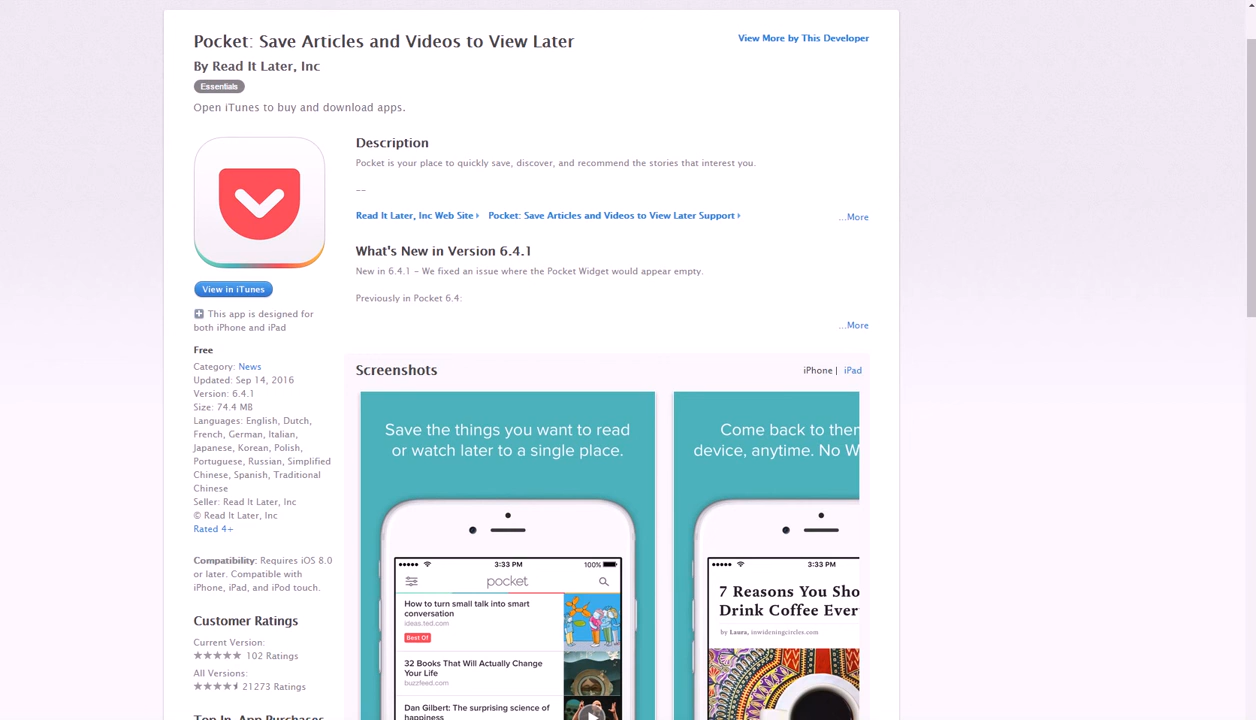 Pocket: Save Articles and Videos to View Later
View More by This Developer
By Read It Later, Inc
Essentials
Open iTunes to buy and download apps.
Description
Pocket is your place to quickly save, discover, and recommend the stories that interest you.
--
Read It Later, Inc Web Site
Pocket: Save Articles and Videos to View Later Support
...More
What's New in Version 6.4.1
New in 6.4.1 - We fixed an issue where the Pocket Widget would appear empty.
Previously in Pocket 6.4:
...More
View in iTunes
This app is designed for
both iPhone and iPad
Free
Category: News
Updated: Sep 14, 2016
Version: 6.4.1
Size: 74.4 MB
Languages: English, Dutch,
French, German, Italian,
Japanese, Korean, Polish,
Portuguese, Russian, Simplified
Chinese, Spanish, Traditional
Chinese
Seller: Read It Later, Inc
© Read It Later, Inc
Rated 4+
Compatibility: Requires iOS 8.0
or later. Compatible with
iPhone, iPad, and iPod touch.
Customer Ratings
Current Version:
102 Ratings
All Versions:
21273 Ratings
Top In-App Purchases
Screenshots
iPhone | iPad
Save the things you want to read
or watch later to a single place.
3:33 PM
100%
pocket
How to turn small talk into smart
conversation
ideas.ted.com
Best Of
32 Books That Will Actually Change
Your Life
buzzfeed.com
Dan Gilbert: The surprising science of
happiness
Come back to ther
device, anytime. No W
3:33 PM
7 Reasons You Sho
Drink Coffee Ever
by Laura, inwideningcircles.com